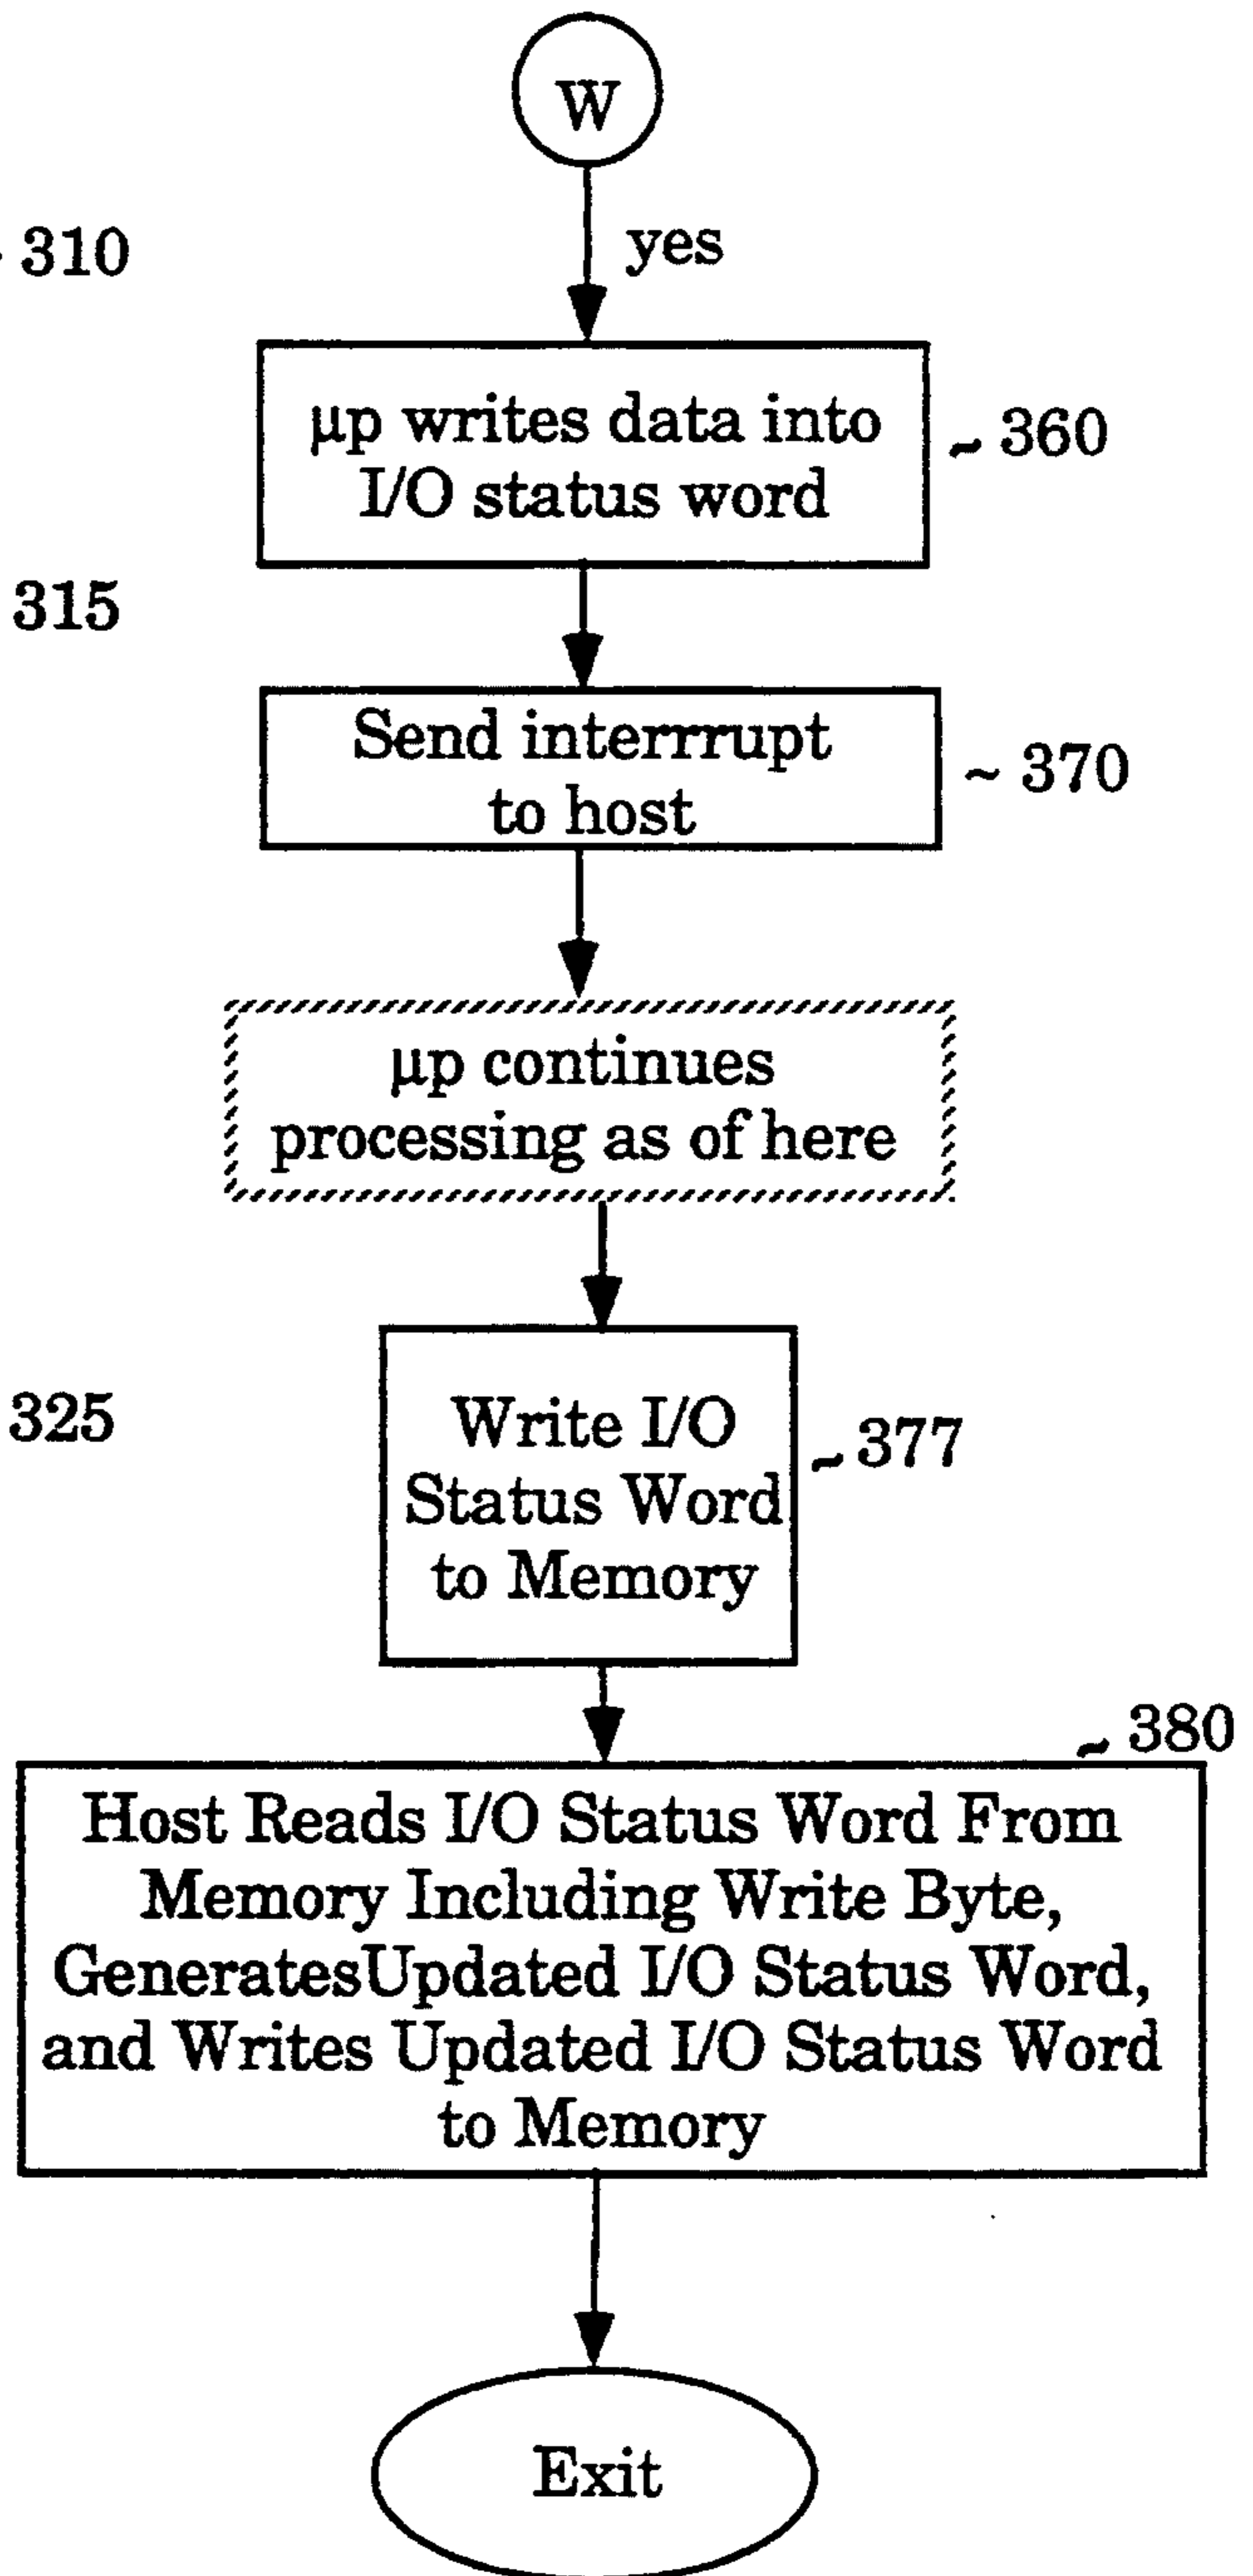 W
yes
~ 310
µp writes data into
I/O status word
~ 360
315
Send interrrupt
to host
~ 370
µp continues
processing as of here
325
Write I/O
Status Word
to Memory
~ 377
~ 380
Host Reads I/O Status Word From
Memory Including Write Byte,
GeneratesUpdated I/O Status Word,
and Writes Updated I/O Status Word
to Memory
Exit